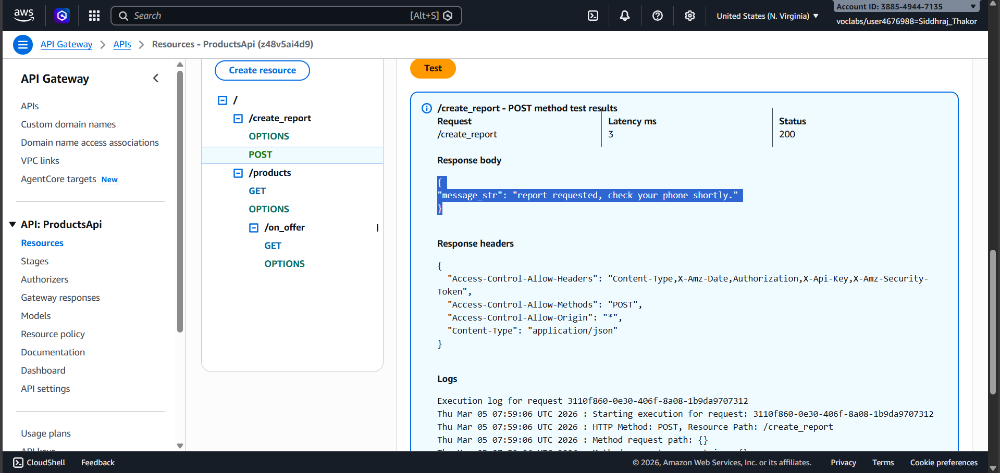 aws
Search
[Alt+S]
United States (N. Virginia)
Account ID: 3885-4944-7135
voclabs/user4676988=Siddhraj_Thakor
API Gateway
APIs
Resources - ProductsApi (z48v5ai4d9)
API Gateway
APIs
Custom domain names
Domain name access associations
VPC links
AgentCore targets New
API: ProductsApi
Resources
Stages
Authorizers
Gateway responses
Models
Resource policy
Documentation
Dashboard
API settings
Usage plans
API keys
Create resource
/
/create_report
OPTIONS
POST
/products
GET
OPTIONS
/on_offer
GET
OPTIONS
Test
/create_report - POST method test results
Request
/create_report
Latency ms
3
Status
200
Response body
{
"message_str": "report requested, check your phone shortly."
}
Response headers
{
"Access-Control-Allow-Headers": "Content-Type,X-Amz-Date,Authorization,X-Api-Key,X-Amz-Security-
Token",
"Access-Control-Allow-Methods": "POST",
"Access-Control-Allow-Origin": "*",
"Content-Type": "application/json"
}
Logs
Execution log for request 3110f860-0e30-406f-8a08-1b9da9707312
Thu Mar 05 07:59:06 UTC 2026 : Starting execution for request: 3110f860-0e30-406f-8a08-1b9da9707312
Thu Mar 05 07:59:06 UTC 2026 : HTTP Method: POST, Resource Path: /create_report
Thu Mar 05 07:59:06 UTC 2026 : Method request path: {}
CloudShell
Feedback
© 2026, Amazon Web Services, Inc. or its affiliates.
Privacy
Terms
Cookie preferences